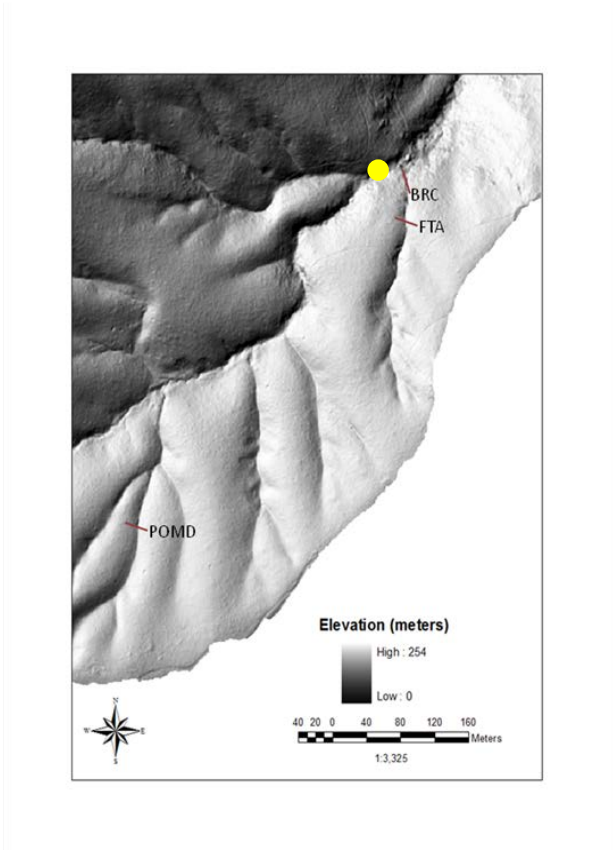 BRC
FTA
POMD
Elevation (meters)
High : 254
Low : 0
N
W E
S
40 20 0 40 80 120 160
Meters
1:3,325